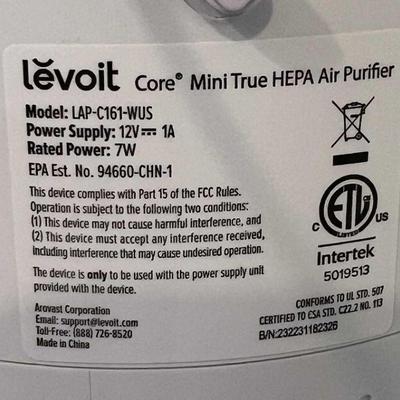 levoit Core® Mini True HEPA Air Purifier
Model: LAP-C161-WUS
Power Supply: 12V⎓ 1A
Rated Power: 7W
EPA Est. No. 94660-CHN-1
This device complies with Part 15 of the FCC Rules.
Operation is subject to the following two conditions:
(1) This device may not cause harmful interference, and
(2) This device must accept any interference received,
including interference that may cause undesired operation.
The device is only to be used with the power supply unit
provided with the device.
Arovast Corporation
Email: support@levoit.com
Toll-Free: (888) 726-8520
Made in China
ETL
LISTED
C US
Intertek
5019513
CONFORMS TO UL STD. 507
CERTIFIED TO CSA STD. C22.2 NO. 113
B/N:232231182326